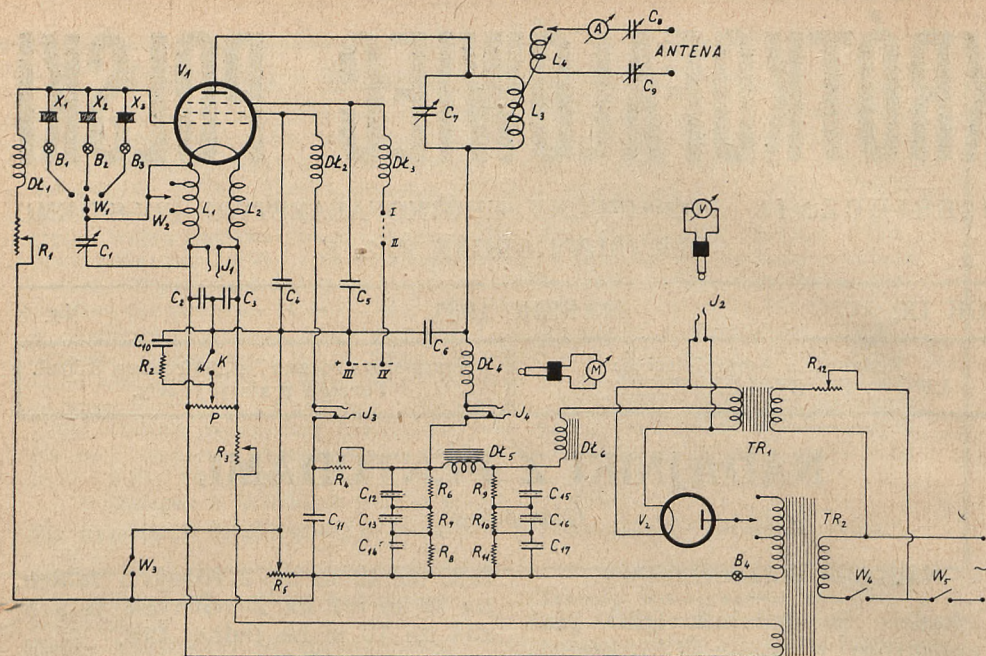 V1
L4
A
C8
ANTENA
C9
X1
X2
X3
C7
L3
B1
B2
B3
DŁ1
DŁ2
DŁ3
W1
W2
L1
L2
I
II
V
R1
C1
J1
C4
C5
C2
C3
J2
C10
R2
K
C6
+ III
IV
DŁ4
M
R12
P
J3
J4
TR1
R3
R4
DŁ5
DŁ6
C12
R6
R9
C15
C11
C13
R7
R10
C16
V2
TR2
C14
R8
R11
C17
W3
R5
B4
W4
W5
~